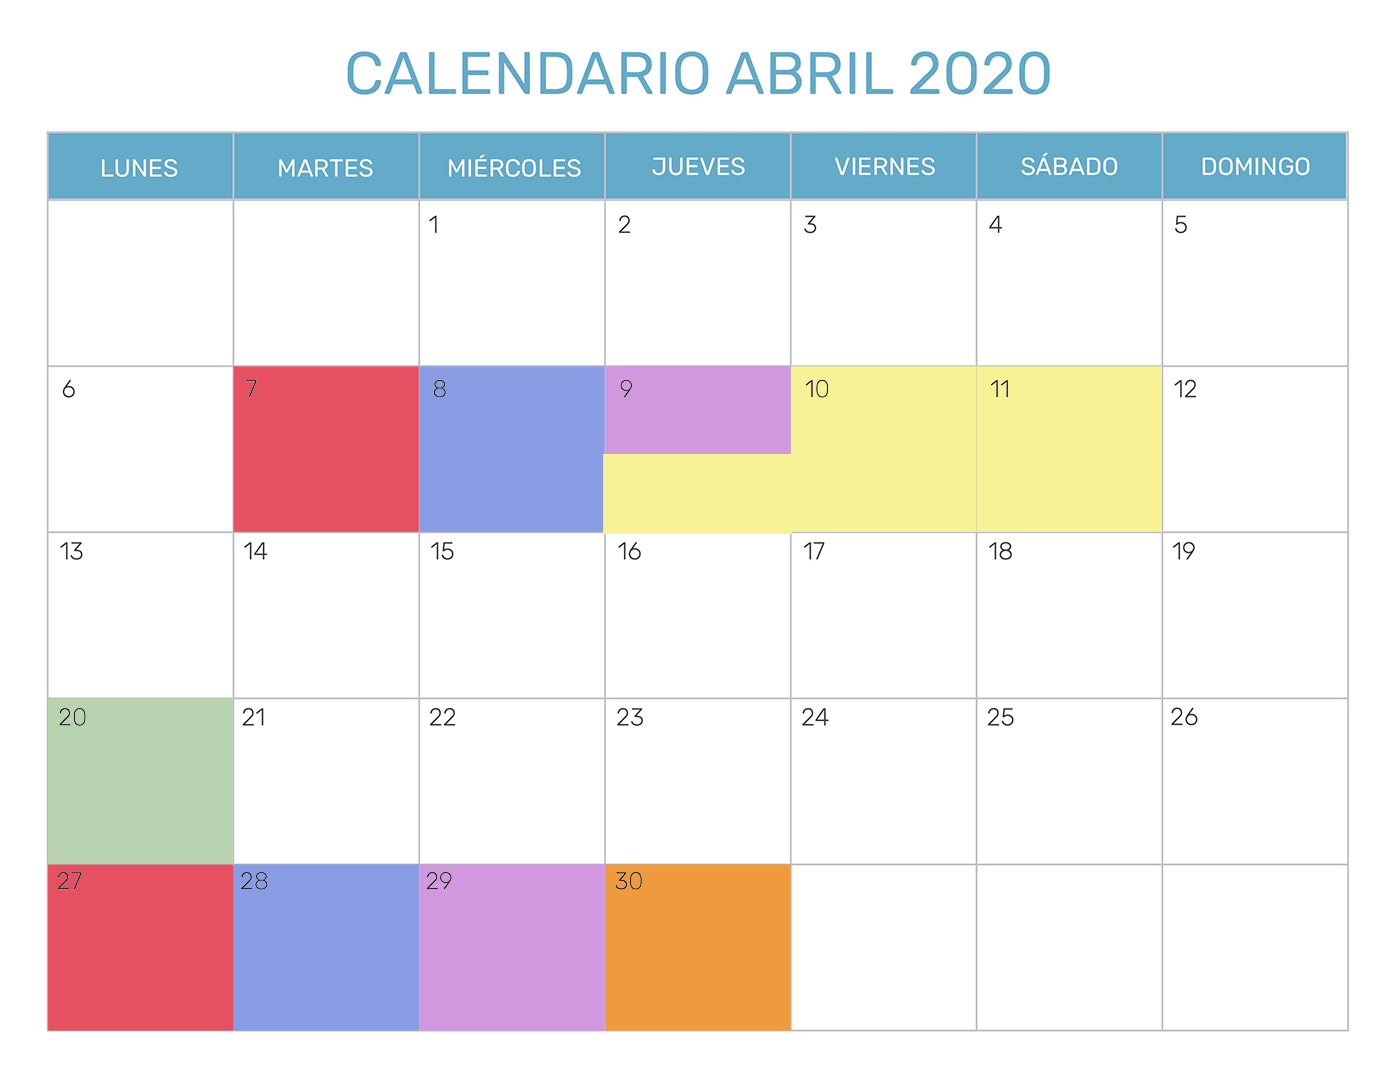 CALENDARIO ABRIL 2020
LUNES MARTES MIÉRCOLES JUEVES VIERNES SÁBADO DOMINGO
1 2 3 4 5
6 7 8 9 10 11 12
13 14 15 16 17 18 19
20 21 22 23 24 25 26
27 28 29 30